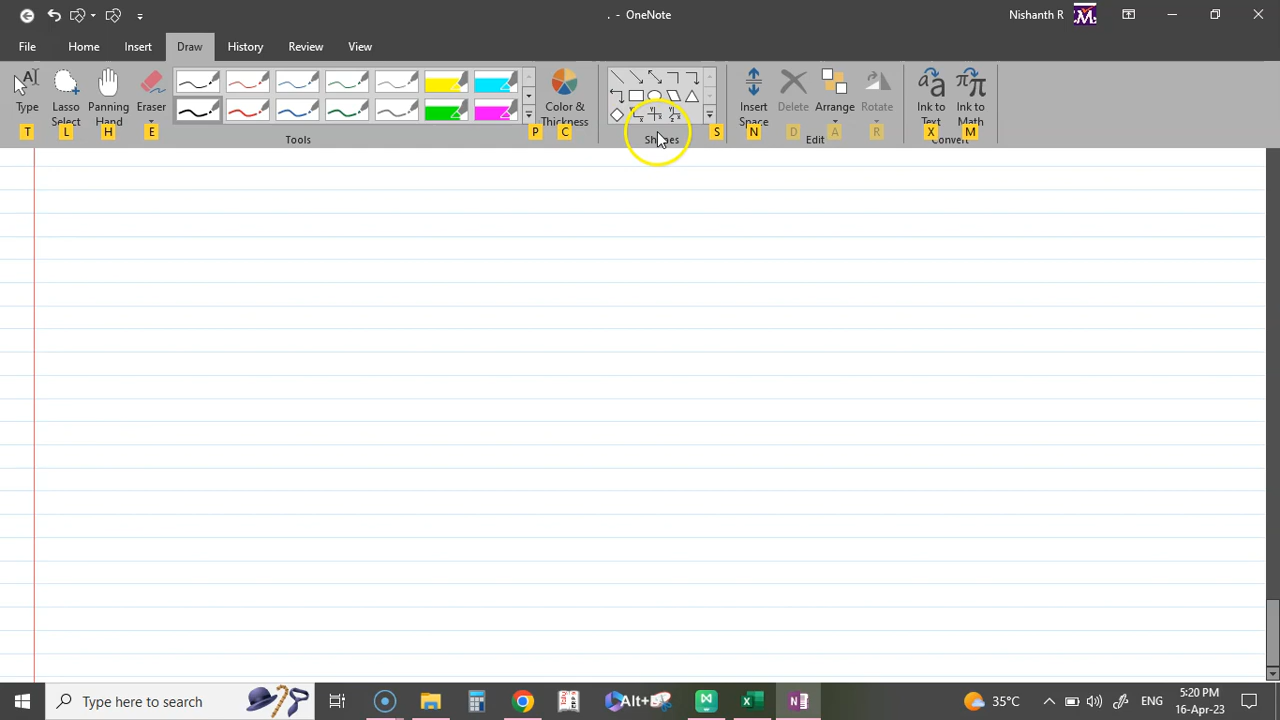 . - OneNote
Nishanth R
File Home Insert Draw History Review View
Type Lasso Select Panning Hand Eraser Color & Thickness Insert Space Delete Arrange Rotate Ink to Text Ink to Math
T L H E P C S N D A R X M
Tools Shapes Edit Convert
Type here to search
Alt+
35°C
ENG
5:20 PM
16-Apr-23